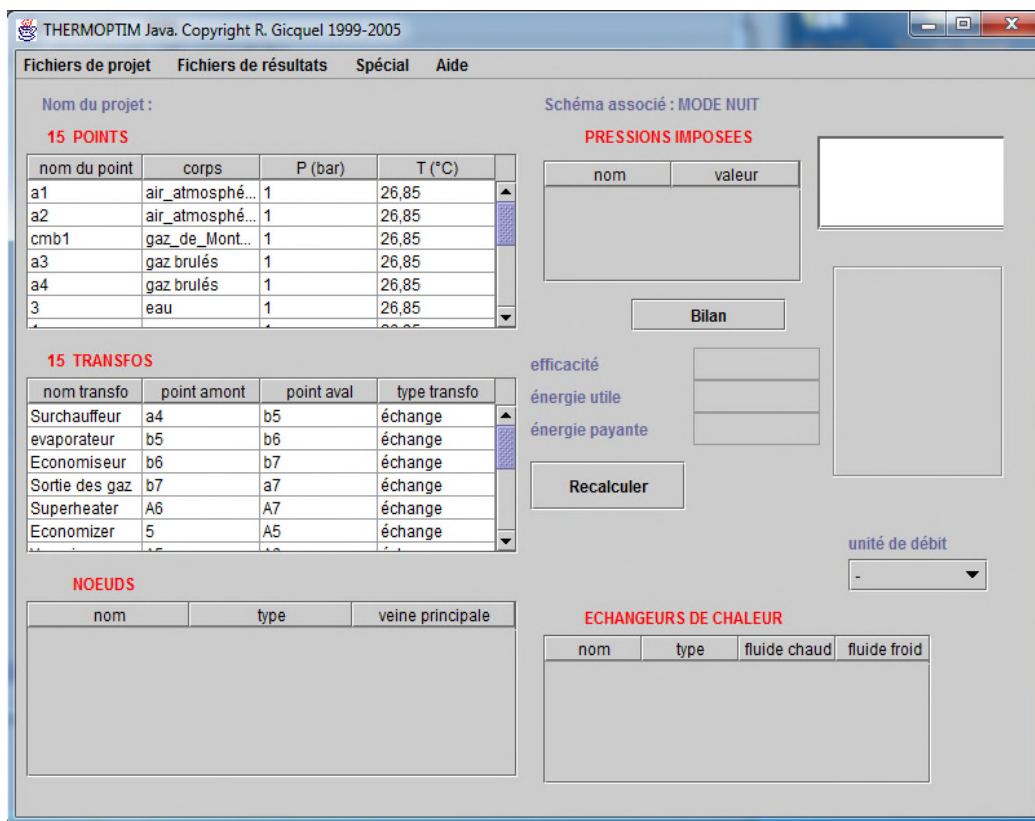 THERMOPTIM Java. Copyright R. Gicquel 1999-2005
Fichiers de projet Fichiers de résultats Spécial Aide
Nom du projet :
Schéma associé : MODE NUIT
15 POINTS
nom du point corps P (bar) T (°C)
a1 air_atmosphé... 1 26,85
a2 air_atmosphé... 1 26,85
cmb1 gaz_de_Mont... 1 26,85
a3 gaz brulés 1 26,85
a4 gaz brulés 1 26,85
3 eau 1 26,85
PRESSIONS IMPOSEES
nom valeur
Bilan
15 TRANSFOS
nom transfo point amont point aval type transfo
Surchauffeur a4 b5 échange
evaporateur b5 b6 échange
Economiseur b6 b7 échange
Sortie des gaz b7 a7 échange
Superheater A6 A7 échange
Economizer 5 A5 échange
efficacité
énergie utile
énergie payante
Recalculer
unité de débit
-
NOEUDS
nom type veine principale
ECHANGEURS DE CHALEUR
nom type fluide chaud fluide froid